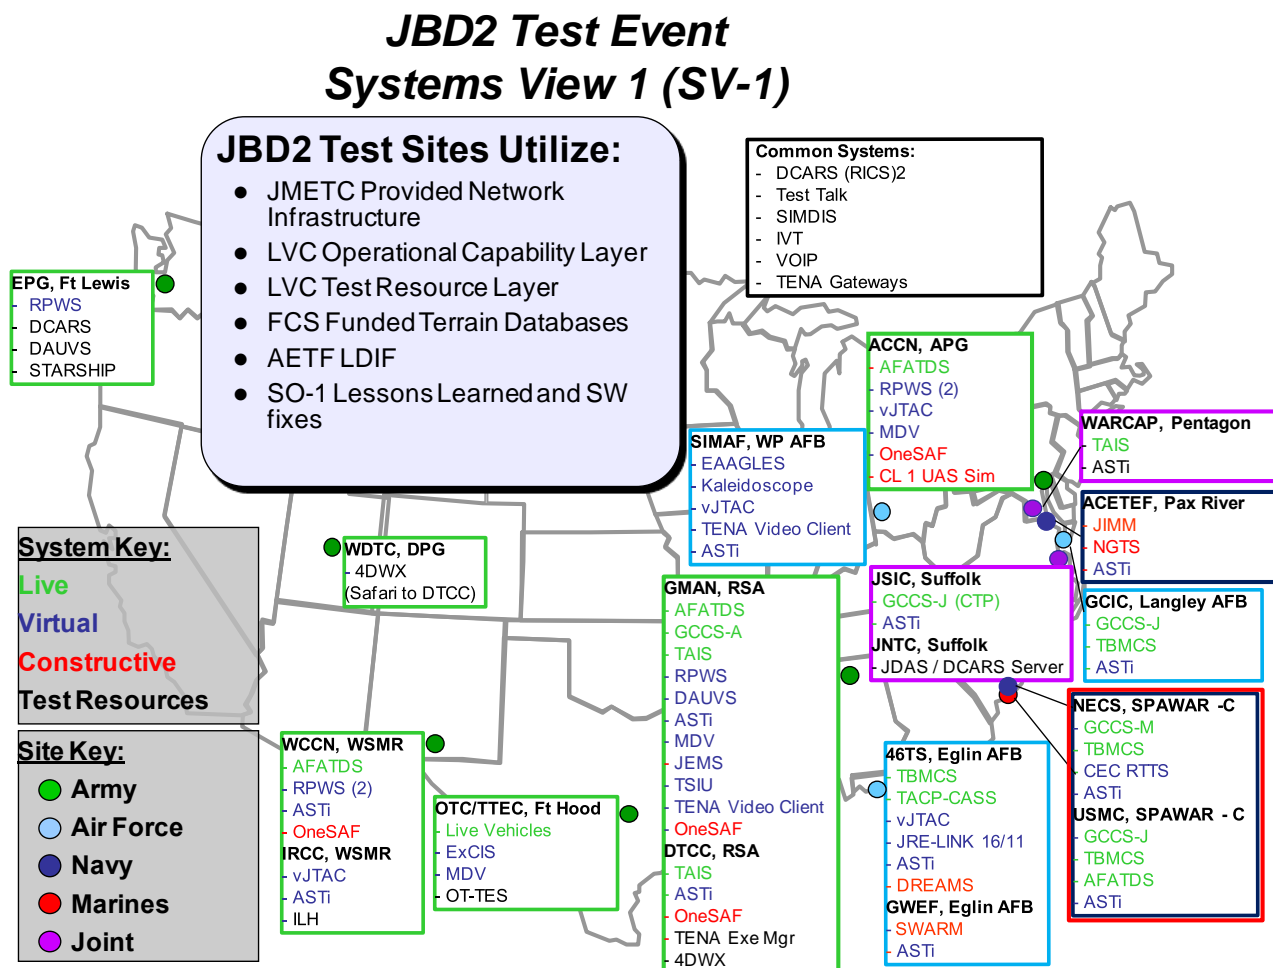 JBD2 Test Event
Systems View 1 (SV-1)
JBD2 Test Sites Utilize:
● JMETC Provided Network
Infrastructure
● LVC Operational Capability Layer
● LVC Test Resource Layer
● FCS Funded Terrain Databases
● AETF LDIF
● SO-1 Lessons Learned and SW
fixes
Common Systems:
- DCARS (RICS)2
- Test Talk
- SIMDIS
- IVT
- VOIP
- TENA Gateways
EPG, Ft Lewis
- RPWS
- DCARS
- DAUVS
- STARSHIP
ACCN, APG
- AFATDS
- RPWS (2)
- vJTAC
- MDV
- OneSAF
- CL 1 UAS Sim
WARCAP, Pentagon
- TAIS
- ASTi
SIMAF, WP AFB
- EAAGLES
- Kaleidoscope
- vJTAC
- TENA Video Client
- ASTi
ACETEF, Pax River
- JIMM
- NGTS
- ASTi
System Key:
Live
Virtual
Constructive
Test Resources
WDTC, DPG
- 4DWX
(Safari to DTCC)
GMAN, RSA
- AFATDS
- GCCS-A
- TAIS
- RPWS
- DAUVS
- ASTi
- MDV
- JEMS
- TSIU
- TENA Video Client
- OneSAF
DTCC, RSA
- TAIS
- ASTi
- OneSAF
- TENA Exe Mgr
- 4DWX
JSIC, Suffolk
- GCCS-J (CTP)
- ASTi
JNTC, Suffolk
- JDAS / DCARS Server
GCIC, Langley AFB
- GCCS-J
- TBMCS
- ASTi
NECS, SPAWAR -C
- GCCS-M
- TBMCS
- CEC RTTS
- ASTi
USMC, SPAWAR - C
- GCCS-J
- TBMCS
- AFATDS
- ASTi
Site Key:
Army
Air Force
Navy
Marines
Joint
WCCN, WSMR
- AFATDS
- RPWS (2)
- ASTi
- OneSAF
IRCC, WSMR
- vJTAC
- ASTi
- ILH
OTC/TTEC, Ft Hood
- Live Vehicles
- ExCIS
- MDV
- OT-TES
46TS, Eglin AFB
- TBMCS
- TACP-CASS
- vJTAC
- JRE-LINK 16/11
- ASTi
- DREAMS
GWEF, Eglin AFB
- SWARM
- ASTi